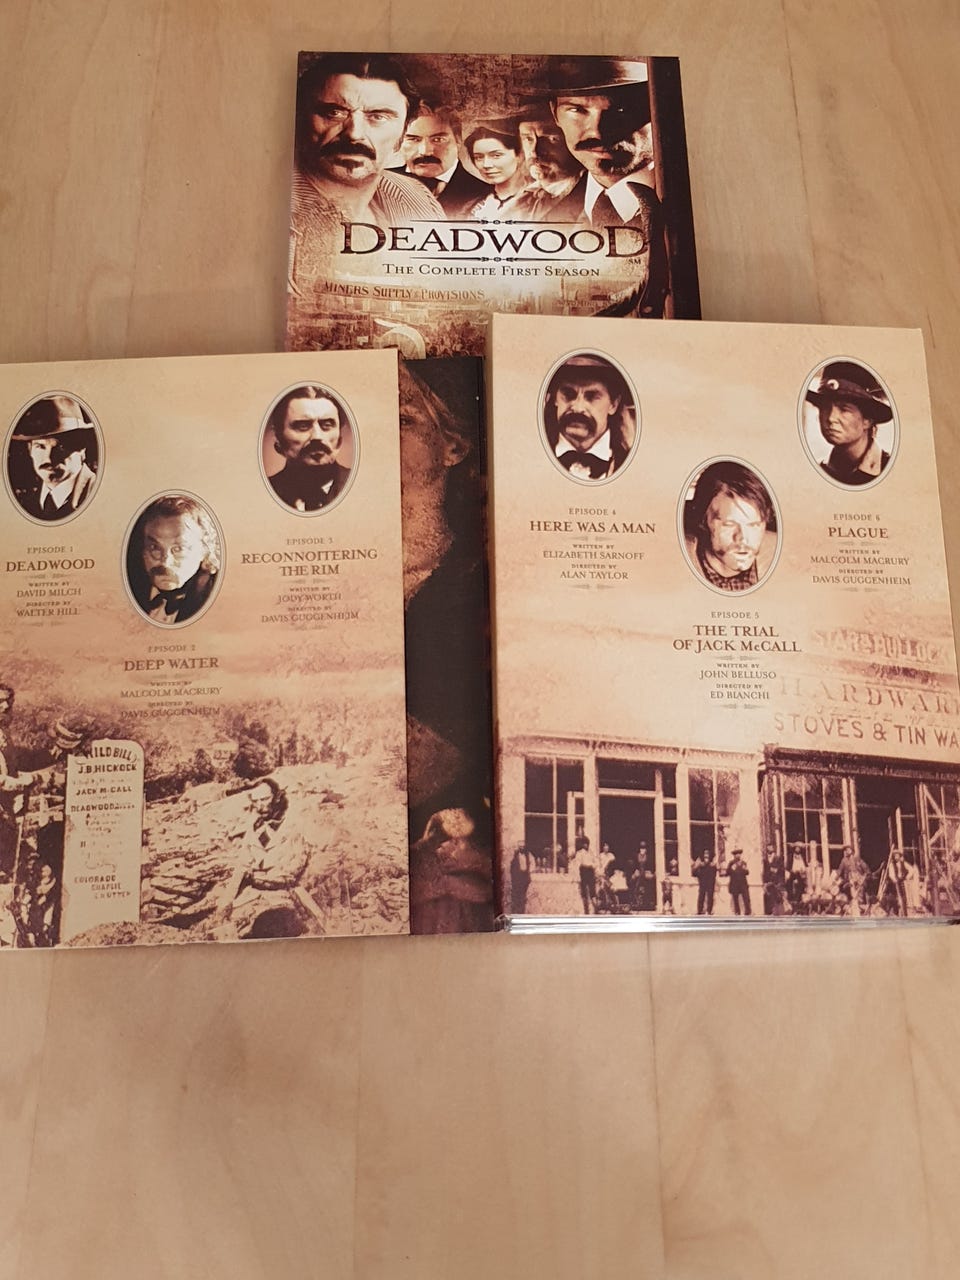 DEADWOOD
SM
THE COMPLETE FIRST SEASON
MINERS SUPPLY & PROVISIONS
EPISODE 1
DEADWOOD
WRITTEN BY
DAVID MILCH
DIRECTED BY
WALTER HILL
EPISODE 2
DEEP WATER
WRITTEN BY
MALCOLM MACRURY
DIRECTED BY
DAVIS GUGGENHEIM
EPISODE 3
RECONNOITERING
THE RIM
WRITTEN BY
JODY WORTH
DIRECTED BY
DAVIS GUGGENHEIM
WILD BILL
J.B.HICKOCK
JACK McCALL
DEADWOOD
COLORADO
CHARLIE
EPISODE 4
HERE WAS A MAN
WRITTEN BY
ELIZABETH SARNOFF
DIRECTED BY
ALAN TAYLOR
EPISODE 5
THE TRIAL
OF JACK McCALL
WRITTEN BY
JOHN BELLUSO
DIRECTED BY
ED BIANCHI
EPISODE 6
PLAGUE
WRITTEN BY
MALCOLM MACRURY
DIRECTED BY
DAVIS GUGGENHEIM
STAR & BULLOCK
HARDWAR
STOVES & TIN WA